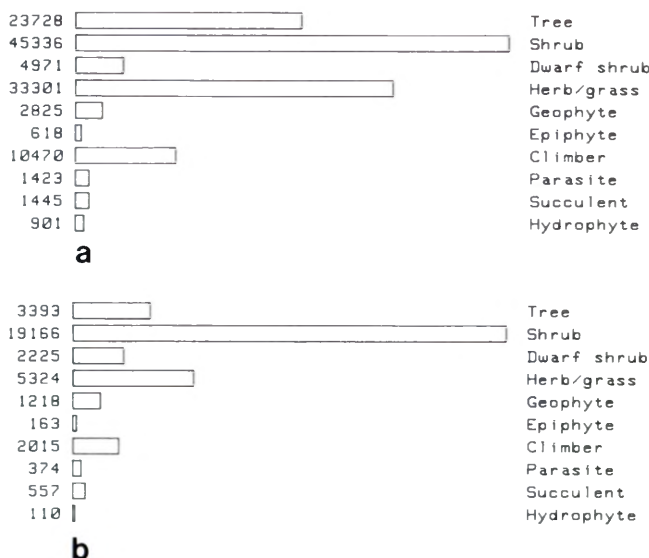 23728 Tree
45336 Shrub
4971 Dwarf shrub
33301 Herb/grass
2825 Geophyte
618 Epiphyte
10470 Climber
1423 Parasite
1445 Succulent
901 Hydrophyte
a
3393 Tree
19166 Shrub
2225 Dwarf shrub
5324 Herb/grass
1218 Geophyte
163 Epiphyte
2015 Climber
374 Parasite
557 Succulent
110 Hydrophyte
b